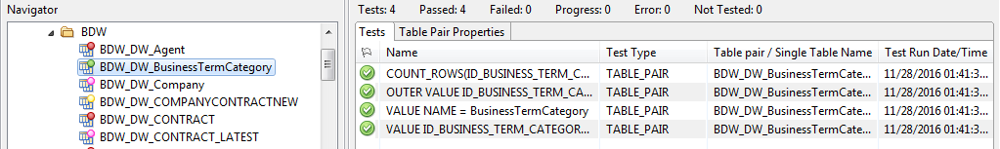 Navigator
BDW
BDW_DW_Agent
BDW_DW_BusinessTermCategory
BDW_DW_Company
BDW_DW_COMPANYCONTRACTNEW
BDW_DW_CONTRACT
BDW_DW_CONTRACT_LATEST
Tests: 4 Passed: 4 Failed: 0 Progress: 0 Error: 0 Not Tested: 0
Tests Table Pair Properties
Name Test Type Table pair / Single Table Name Test Run Date/Time
COUNT_ROWS(ID_BUSINESS_TERM_C... TABLE_PAIR BDW_DW_BusinessTermCate... 11/28/2016 01:41:3...
OUTER VALUE ID_BUSINESS_TERM_CA... TABLE_PAIR BDW_DW_BusinessTermCate... 11/28/2016 01:41:3...
VALUE NAME = BusinessTermCategory TABLE_PAIR BDW_DW_BusinessTermCate... 11/28/2016 01:41:3...
VALUE ID_BUSINESS_TERM_CATEGOR... TABLE_PAIR BDW_DW_BusinessTermCate... 11/28/2016 01:41:3...